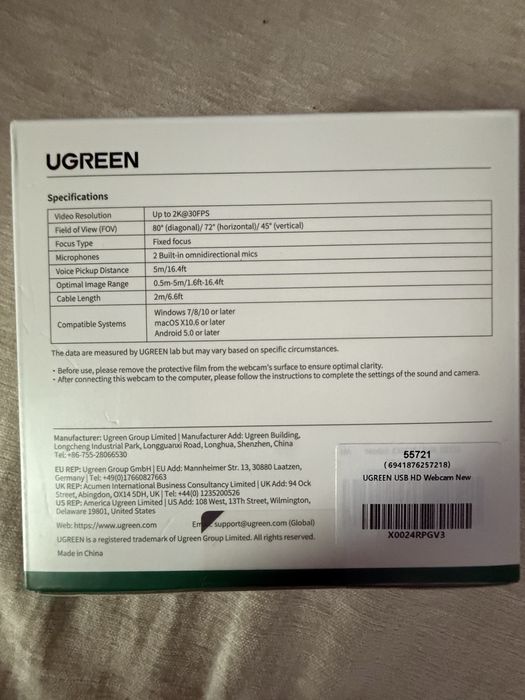 UGREEN
Specifications
Video Resolution Up to 2K@30FPS
Field of View (FOV) 80° (diagonal)/ 72° (horizontal)/ 45° (vertical)
Focus Type Fixed focus
Microphones 2 Built-in omnidirectional mics
Voice Pickup Distance 5m/16.4ft
Optimal Image Range 0.5m-5m/1.6ft-16.4ft
Cable Length 2m/6.6ft
Compatible Systems Windows 7/8/10 or later
macOS X10.6 or later
Android 5.0 or later
The data are measured by UGREEN lab but may vary based on specific circumstances.
· Before use, please remove the protective film from the webcam's surface to ensure optimal clarity.
· After connecting this webcam to the computer, please follow the instructions to complete the settings of the sound and camera.
Manufacturer: Ugreen Group Limited | Manufacturer Add: Ugreen Building,
Longcheng Industrial Park, Longguanxi Road, Longhua, Shenzhen, China
Tel: +86-755-28066530
EU REP: Ugreen Group GmbH | EU Add: Mannheimer Str. 13, 30880 Laatzen,
Germany | Tel: +49(0)17660827663
UK REP: Acumen International Business Consultancy Limited | UK Add: 94 Ock
Street, Abingdon, OX14 5DH, UK | Tel: +44(0) 1235200526
US REP: America Ugreen Limited | US Add: 108 West, 13Th Street, Wilmington,
Delaware 19801, United States
Web: https://www.ugreen.com Em support@ugreen.com (Global)
UGREEN is a registered trademark of Ugreen Group Limited. All rights reserved.
Made in China
55721
(6941876257218)
UGREEN USB HD Webcam New
X0024RPGV3